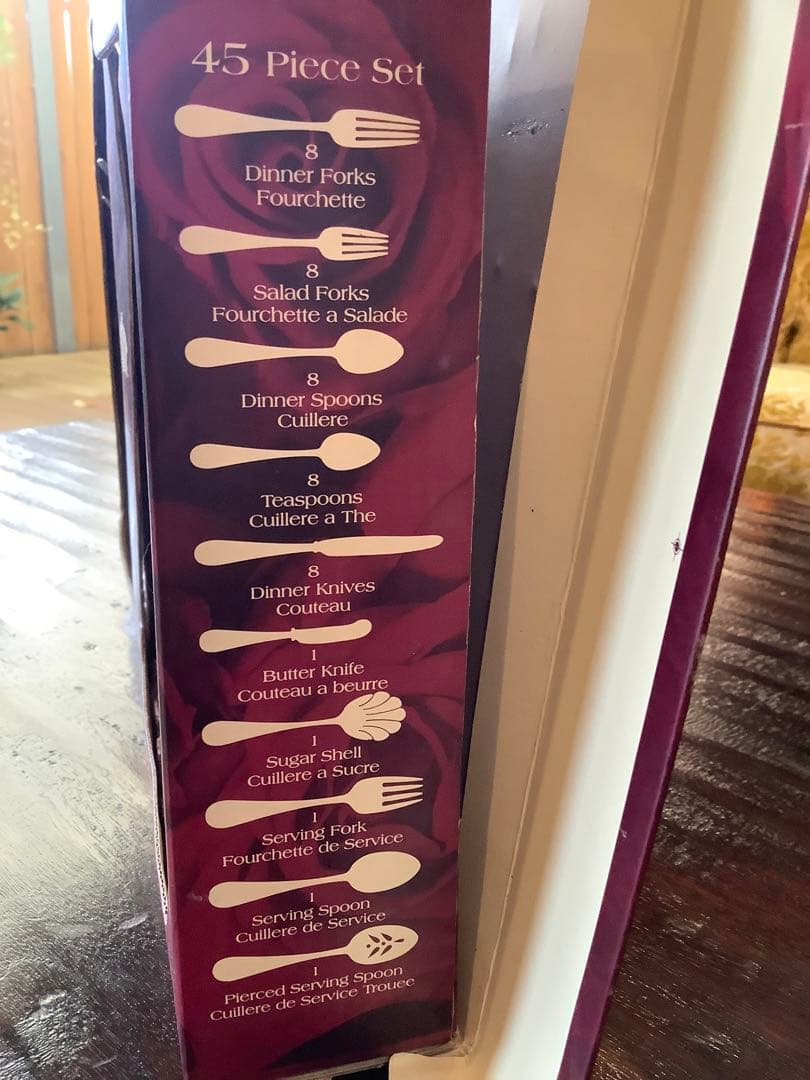 45 Piece Set
8
Dinner Forks
Fourchette
8
Salad Forks
Fourchette a Salade
8
Dinner Spoons
Cuillere
8
Teaspoons
Cuillere a The
8
Dinner Knives
Couteau
1
Butter Knife
Couteau a beurre
1
Sugar Shell
Cuillere a Sucre
1
Serving Fork
Fourchette de Service
1
Serving Spoon
Cuillere de Service
1
Pierced Serving Spoon
Cuillere de Service Trouee